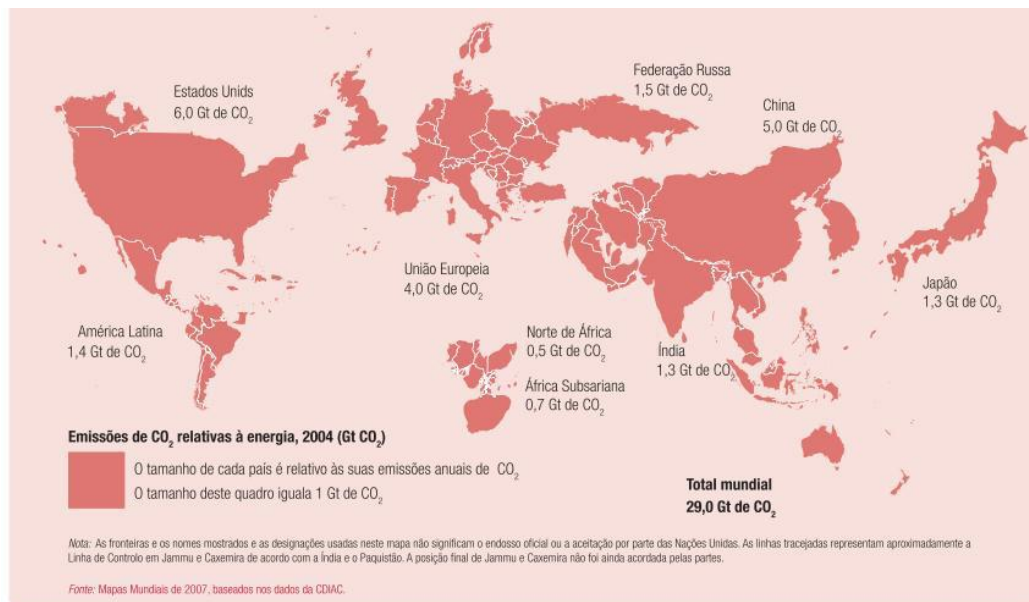 Estados Unids
6,0 Gt de CO₂
Federação Russa
1,5 Gt de CO₂
China
5,0 Gt de CO₂
União Europeia
4,0 Gt de CO₂
Japão
1,3 Gt de CO₂
América Latina
1,4 Gt de CO₂
Norte de África
0,5 Gt de CO₂
Índia
1,3 Gt de CO₂
África Subsariana
0,7 Gt de CO₂
Emissões de CO₂ relativas à energia, 2004 (Gt CO₂)
O tamanho de cada país é relativo às suas emissões anuais de CO₂
O tamanho deste quadro iguala 1 Gt de CO₂
Total mundial
29,0 Gt de CO₂
Nota: As fronteiras e os nomes mostrados e as designações usadas neste mapa não significam o endosso oficial ou a aceitação por parte das Nações Unidas. As linhas tracejadas representam aproximadamente a
Linha de Controlo em Jammu e Caxemira de acordo com a Índia e o Paquistão. A posição final de Jammu e Caxemira não foi ainda acordada pelas partes.
Fonte: Mapas Mundiais de 2007, baseados nos dados da CDIAC.